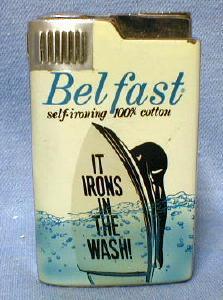 Belfast
self-ironing 100% cotton
IT
IRONS
IN
THE
WASH!